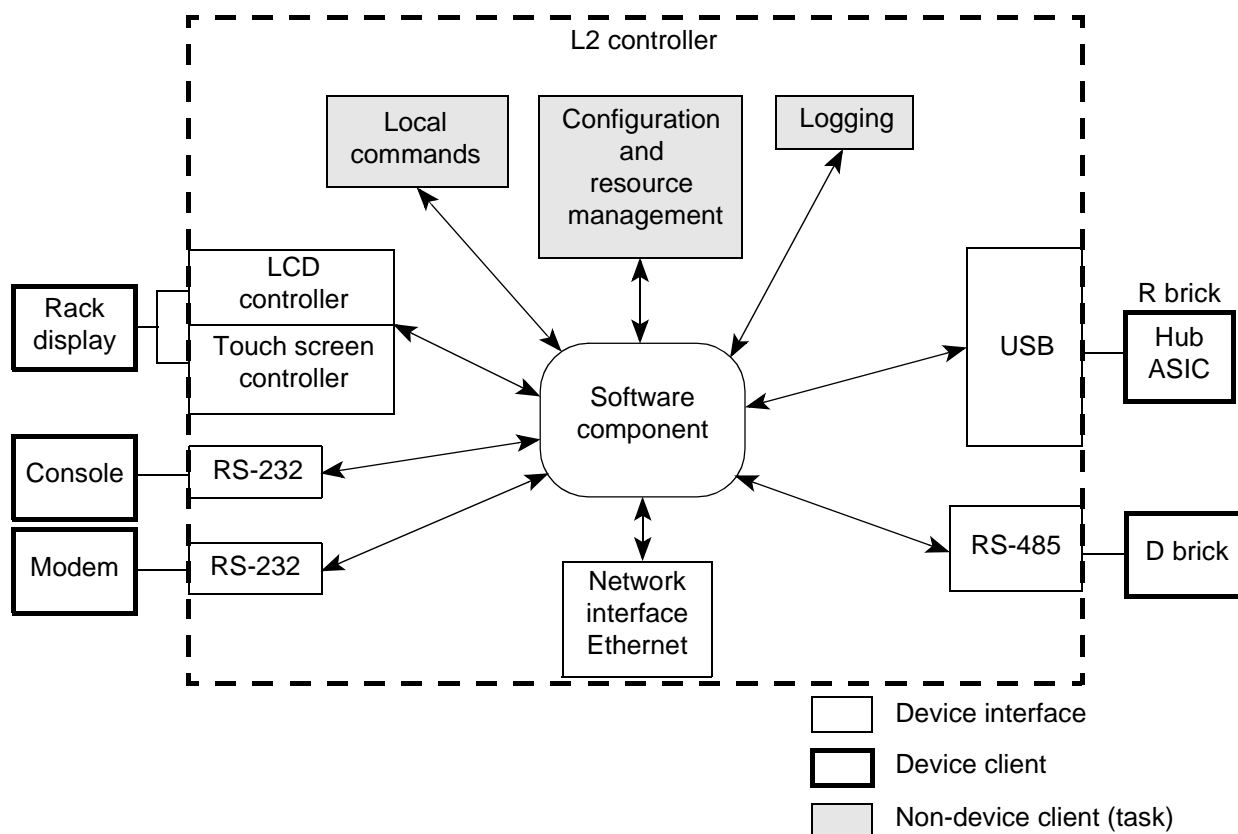 L2 controller
Local
commands
Configuration
and
resource
management
Logging
LCD
controller
Touch screen
controller
Rack
display
Console
RS-232
Modem
RS-232
Software
component
Network
interface
Ethernet
USB
R brick
Hub
ASIC
RS-485
D brick
Device interface
Device client
Non-device client (task)